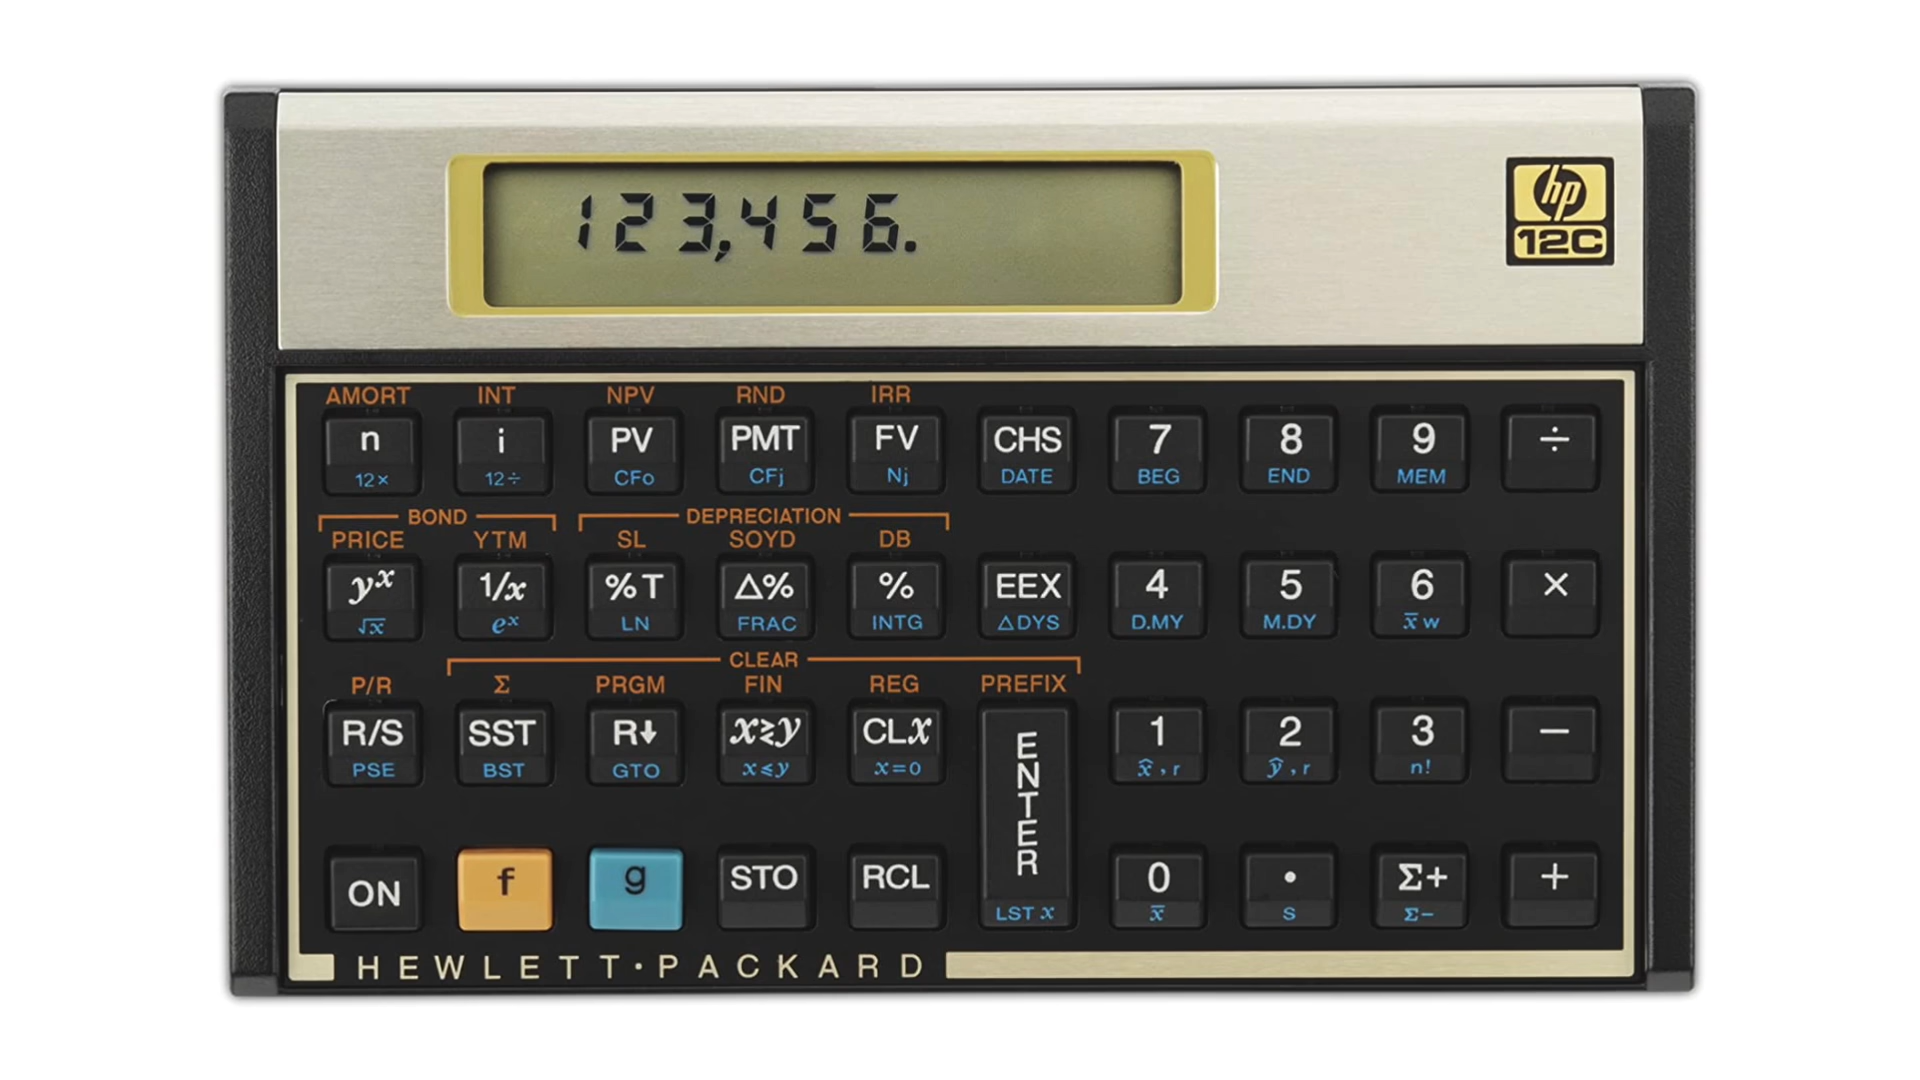 123,456.
hp
12C
AMORT INT NPV RND IRR
n i PV PMT FV CHS 7 8 9 ÷
12× 12÷ CFo CFj Nj DATE BEG END MEM
BOND DEPRECIATION
PRICE YTM SL SOYD DB
yˣ 1/x %T Δ% % EEX 4 5 6 ×
√x eˣ LN FRAC INTG ΔDYS D.MY M.DY x̅w
CLEAR
P/R Σ PRGM FIN REG PREFIX
R/S SST R↓ x≷y CLx ENTER 1 2 3 −
PSE BST GTO x≤y x=0 x̂,r ŷ,r n!
ON f g STO RCL 0 • Σ+ +
LST x x̅ s Σ−
HEWLETT·PACKARD